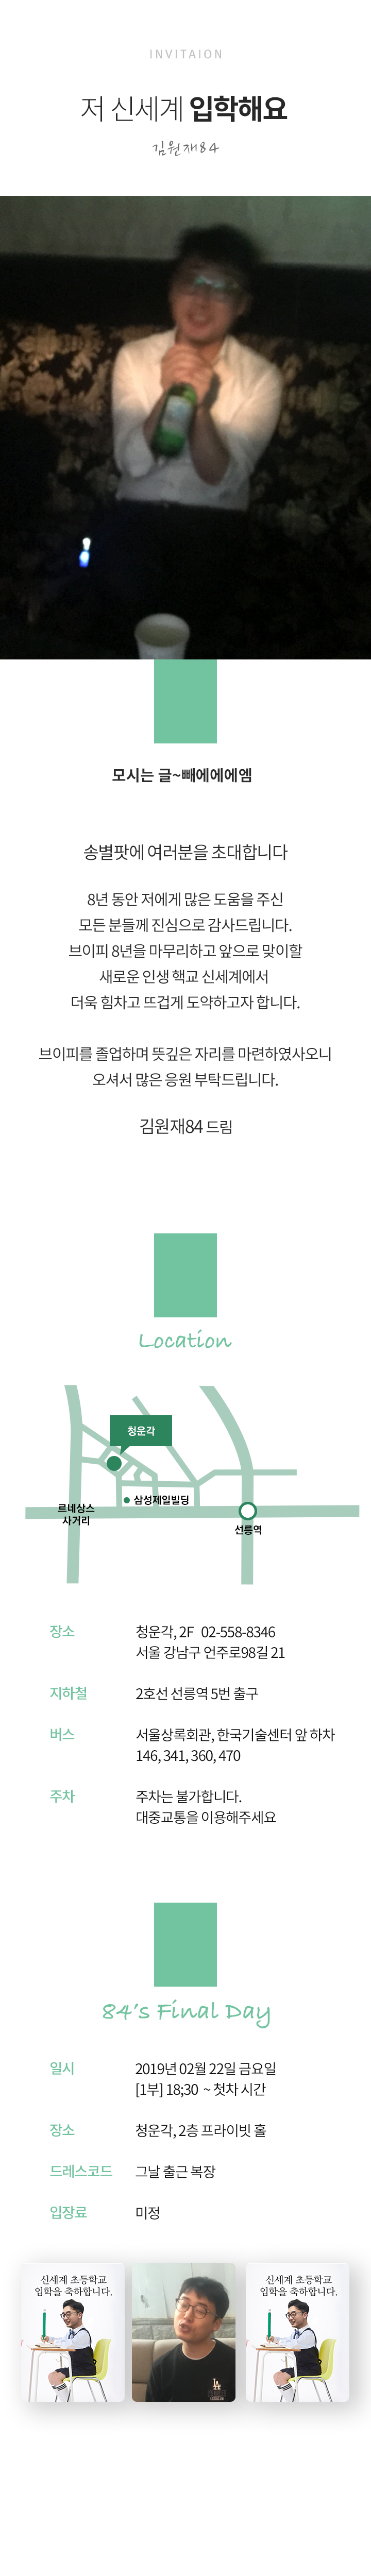 INVITAION
저 신세계 입학해요
김원재84
모시는 글~빼에에에엠
송별팟에 여러분을 초대합니다
8년 동안 저에게 많은 도움을 주신
모든 분들께 진심으로 감사드립니다.
브이피 8년을 마무리하고 앞으로 맞이할
새로운 인생 핵교 신세계에서
더욱 힘차고 뜨겁게 도약하고자 합니다.
브이피를 졸업하며 뜻깊은 자리를 마련하였사오니
오셔서 많은 응원 부탁드립니다.
김원재84 드림
Location
청운각
삼성제일빌딩
르네상스
사거리
선릉역
장소 청운각, 2F 02-558-8346
서울 강남구 언주로98길 21
지하철 2호선 선릉역 5번 출구
버스 서울상록회관, 한국기술센터 앞 하차
146, 341, 360, 470
주차 주차는 불가합니다.
대중교통을 이용해주세요
84's Final Day
일시 2019년 02월 22일 금요일
[1부] 18;30 ~ 첫차 시간
장소 청운각, 2층 프라이빗 홀
드레스코드 그날 출근 복장
입장료 미정
신세계 초등학교
입학을 축하합니다.
LA
신세계 초등학교
입학을 축하합니다.